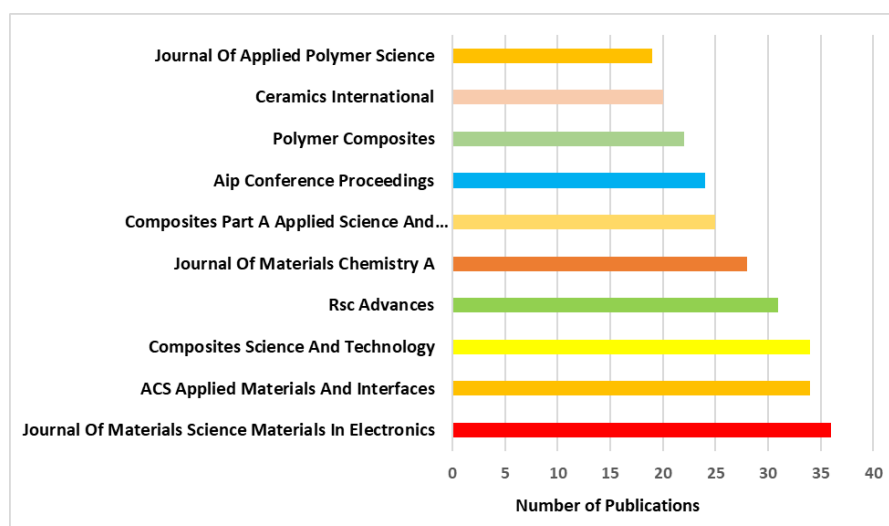 Journal Of Applied Polymer Science
Ceramics International
Polymer Composites
Aip Conference Proceedings
Composites Part A Applied Science And...
Journal Of Materials Chemistry A
Rsc Advances
Composites Science And Technology
ACS Applied Materials And Interfaces
Journal Of Materials Science Materials In Electronics
0 5 10 15 20 25 30 35 40
Number of Publications